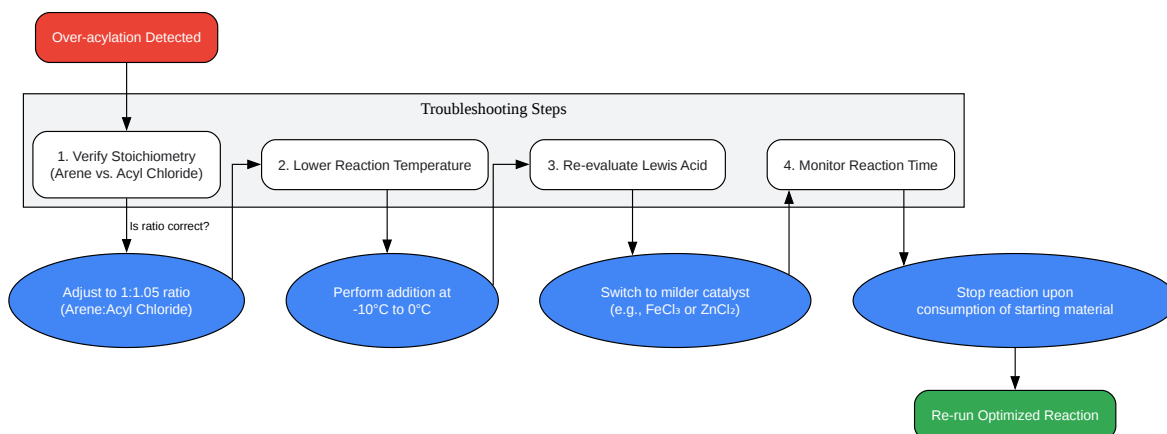 Over-acylation Detected
Troubleshooting Steps
1. Verify Stoichiometry
(Arene vs. Acyl Chloride)
2. Lower Reaction Temperature
3. Re-evaluate Lewis Acid
4. Monitor Reaction Time
Is ratio correct?
Adjust to 1:1.05 ratio
(Arene:Acyl Chloride)
Perform addition at
-10°C to 0°C
Switch to milder catalyst
(e.g., FeCl₃ or ZnCl₂)
Stop reaction upon
consumption of starting material
Re-run Optimized Reaction